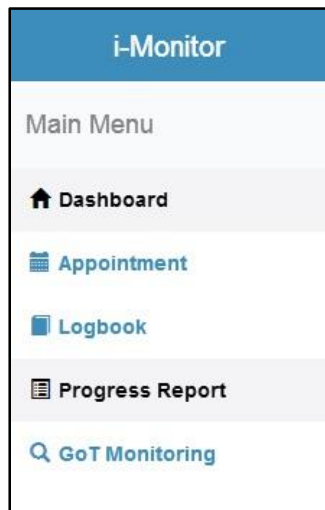 i-Monitor
Main Menu
Dashboard
Appointment
Logbook
Progress Report
GoT Monitoring